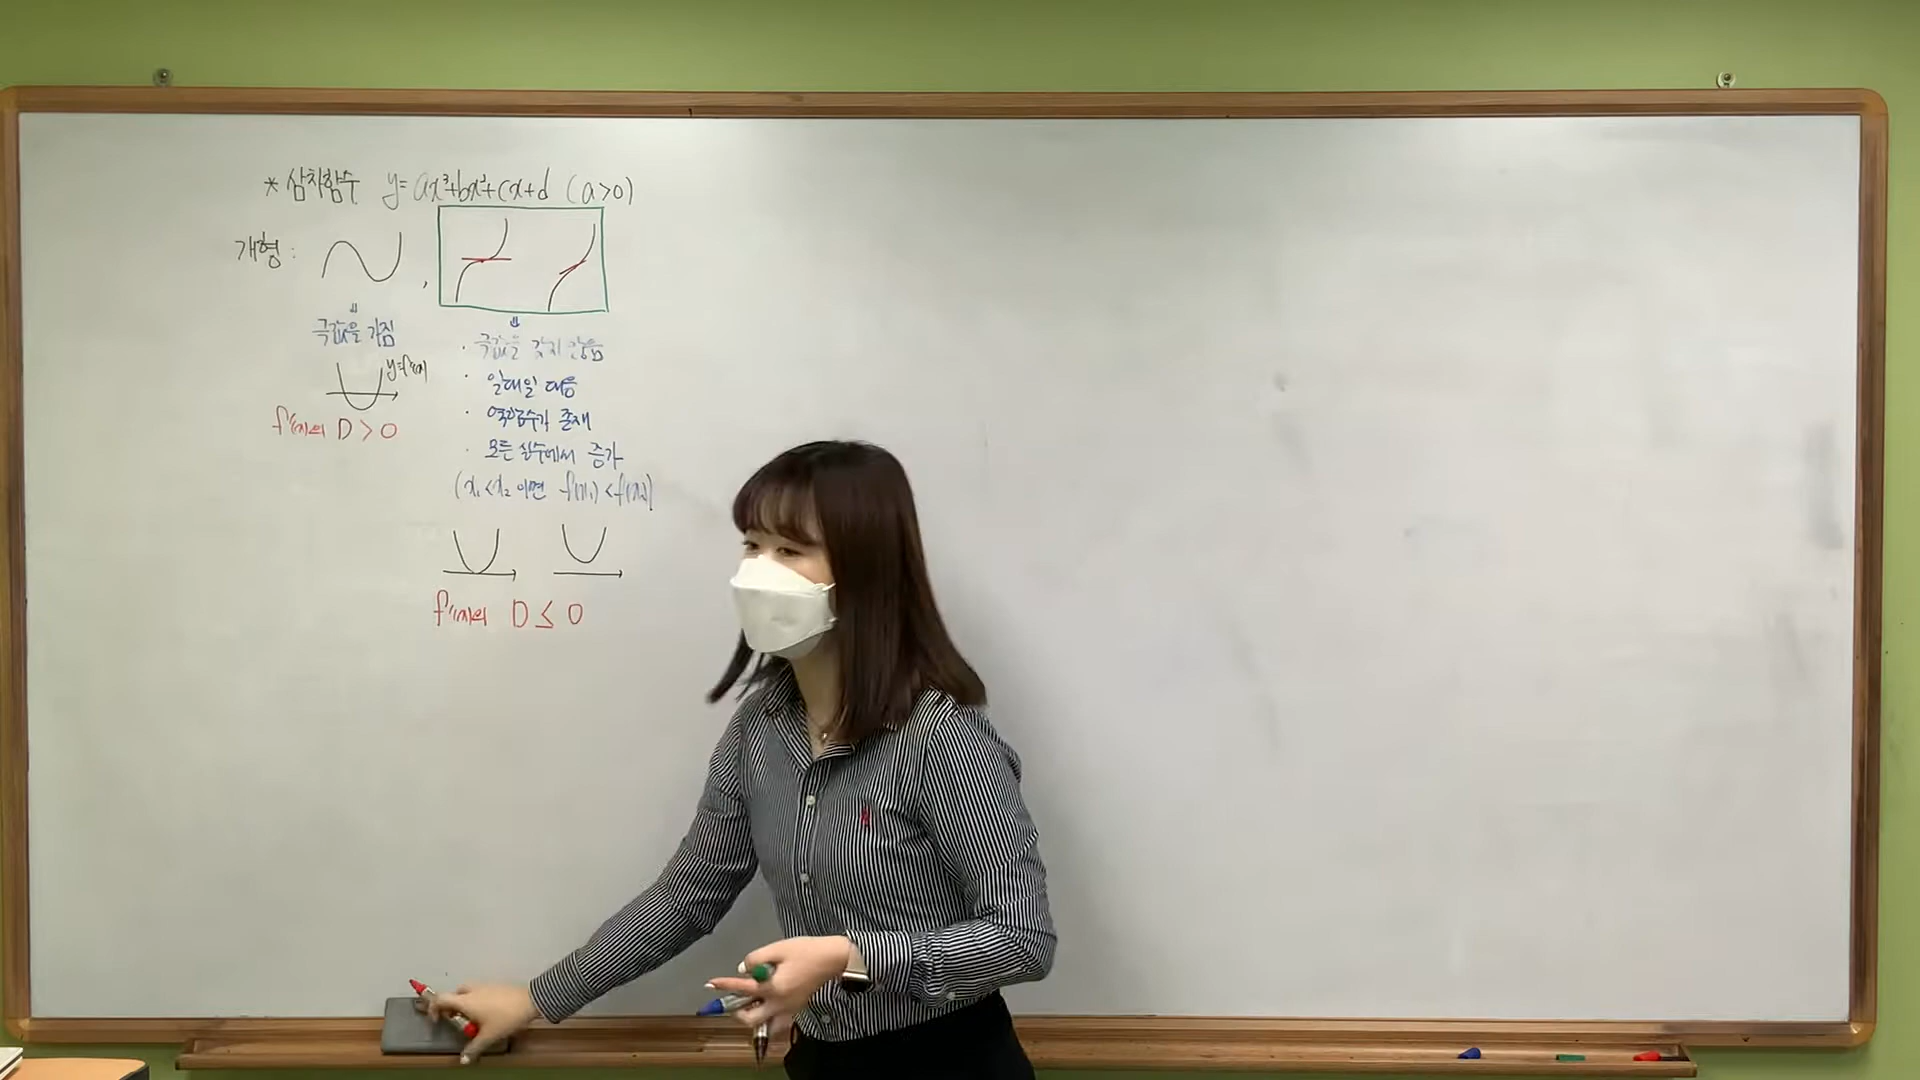 * 삼차함수 y=ax³+bx²+cx+d (a>0)
개형 : ,
⇓
극값을 가짐
y=f'(x)
f'(x)의 D>0
⇓
· 극값을 갖지 않음
· 일대일 대응
· 역함수가 존재
· 모든 실수에서 증가
(x₁<x₂ 이면 f(x₁)<f(x₂))
f'(x)의 D≤0